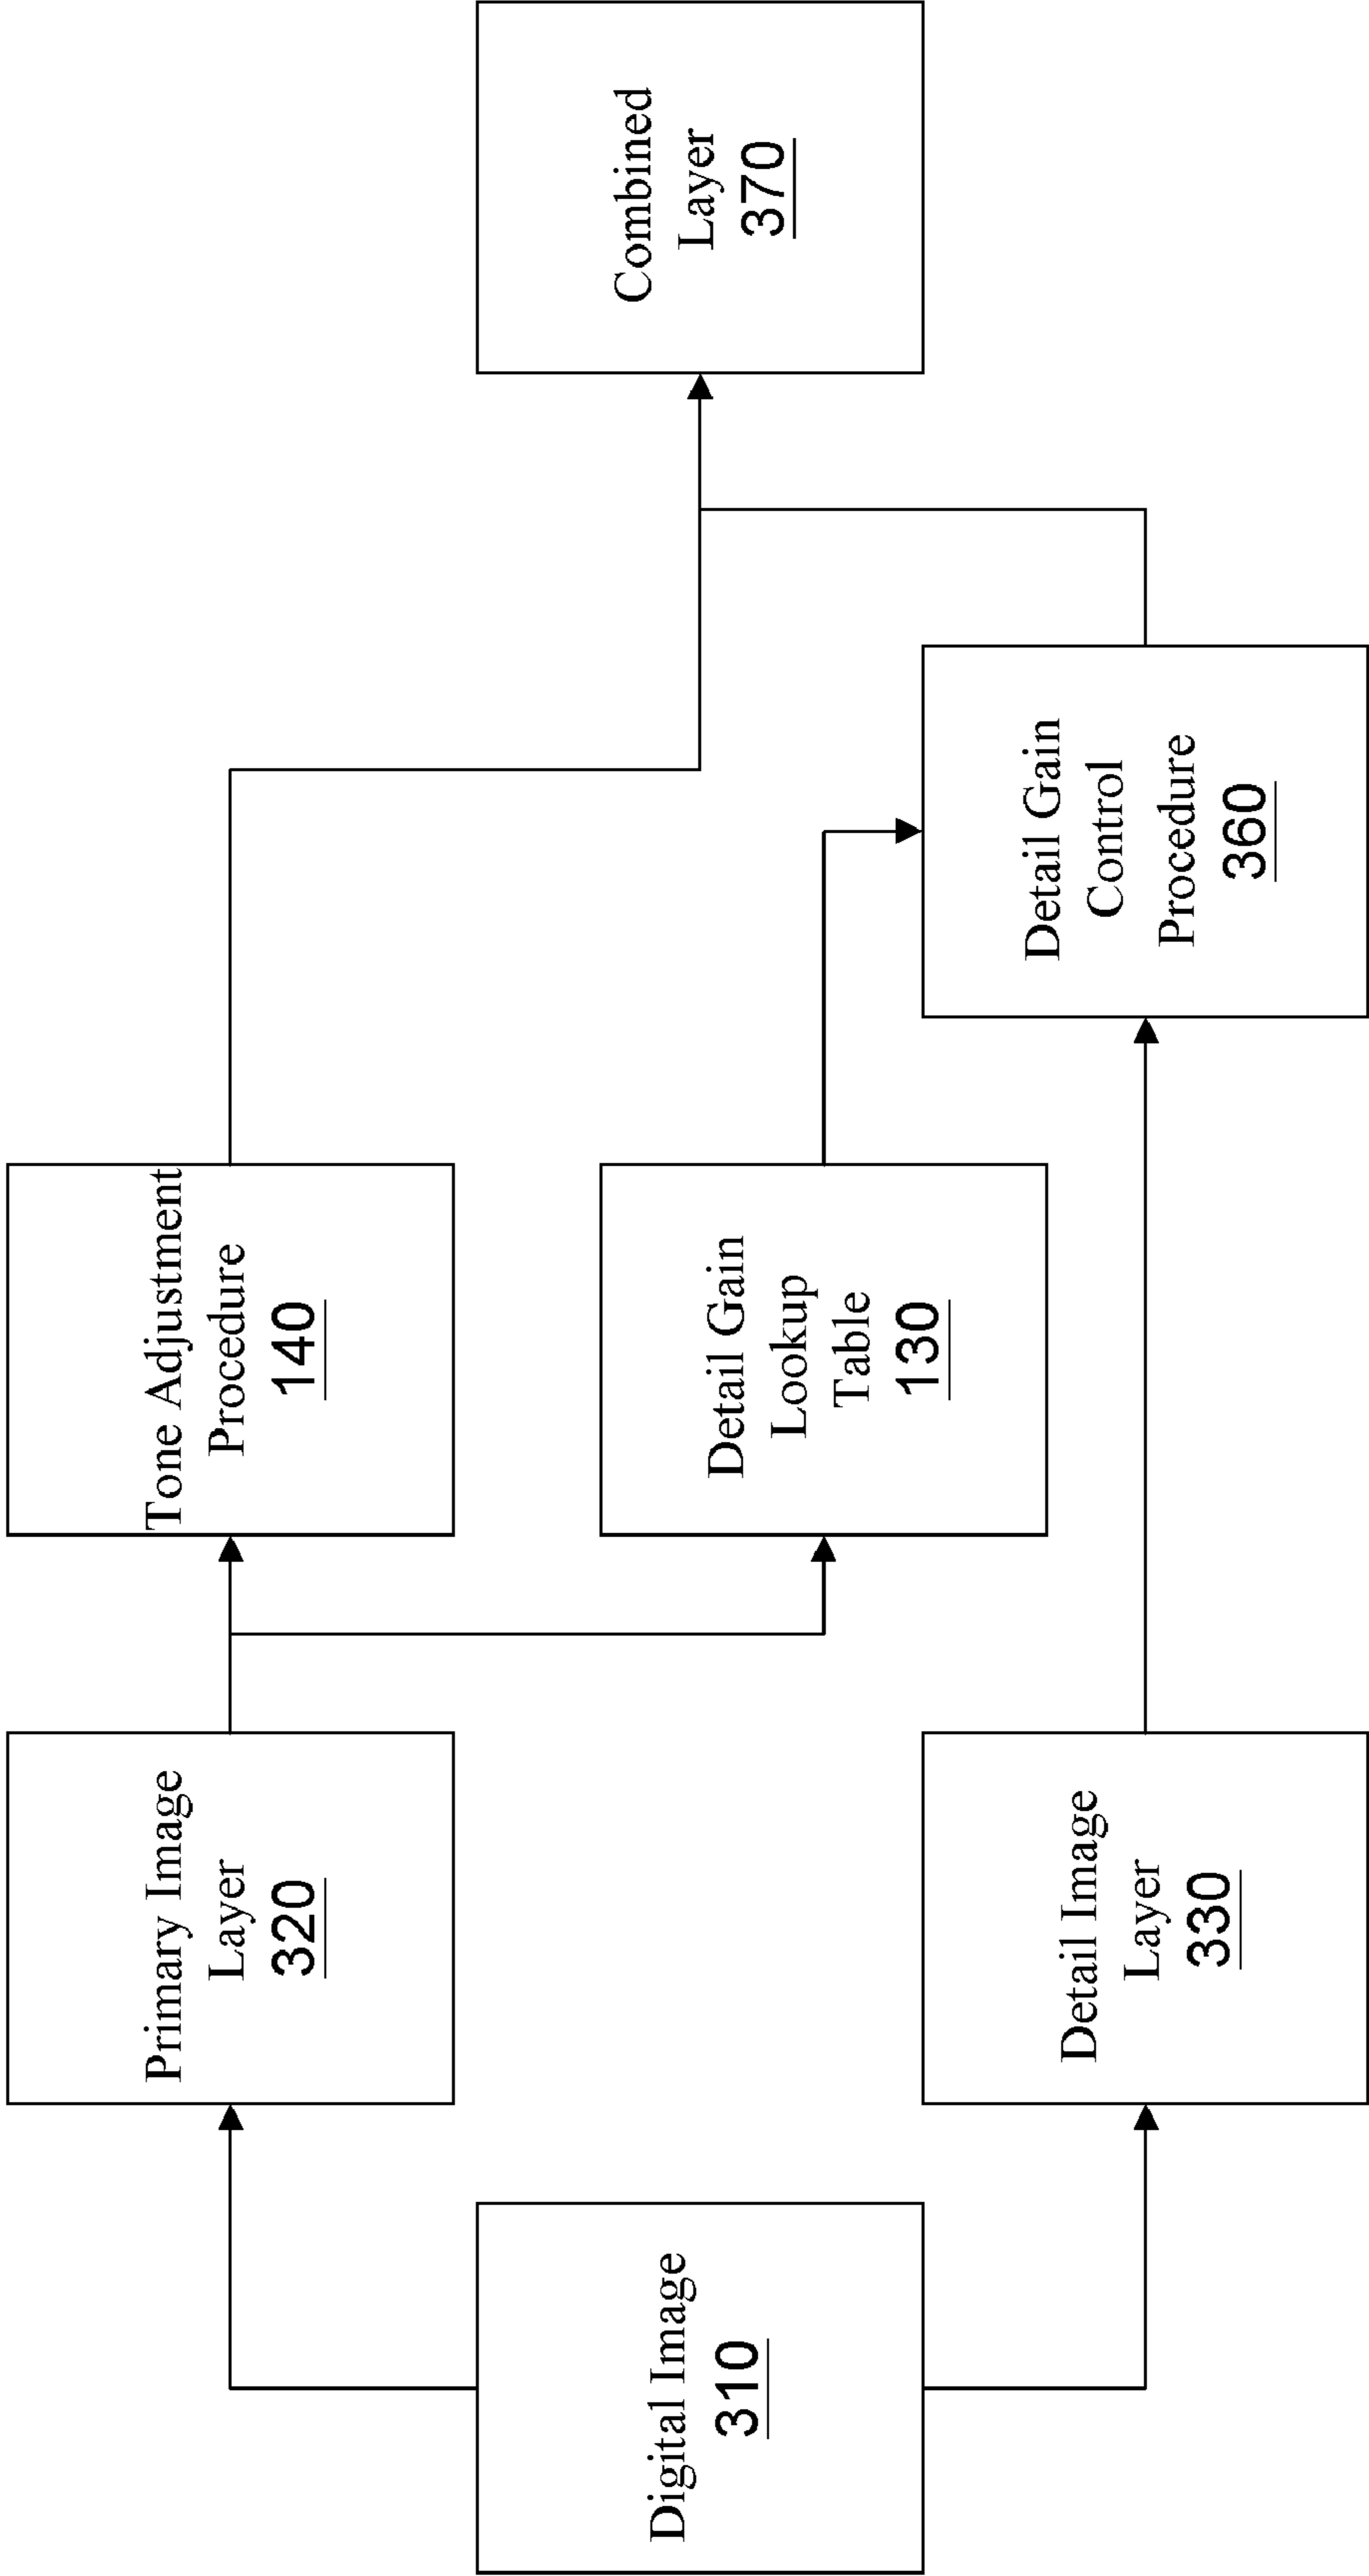 Digital Image
310
Primary Image
Layer
320
Detail Image
Layer
330
Tone Adjustment
Procedure
140
Detail Gain
Lookup
Table
130
Detail Gain
Control
Procedure
360
Combined
Layer
370